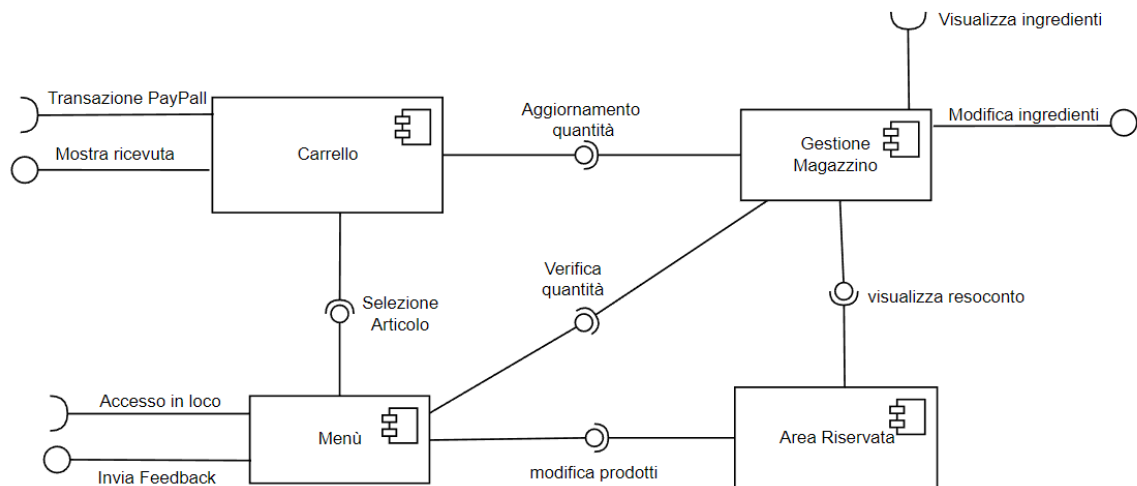 Visualizza ingredienti
Transazione PayPall
Aggiornamento
quantità
Modifica ingredienti
Mostra ricevuta
Carrello
Gestione
Magazzino
Verifica
quantità
Selezione
Articolo
visualizza resoconto
Accesso in loco
Menù
Area Riservata
Invia Feedback
modifica prodotti